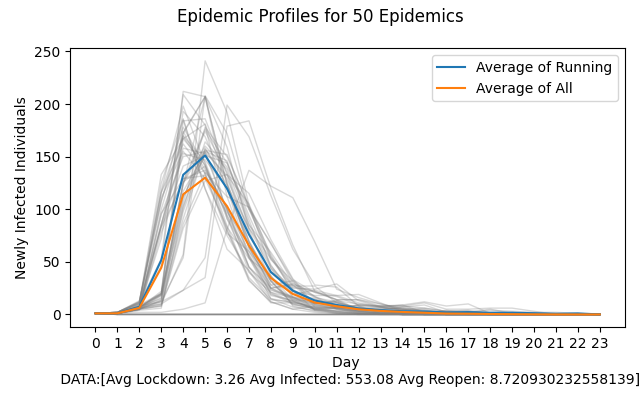 Epidemic Profiles for 50 Epidemics
250
200
150
100
50
0
Newly Infected Individuals
Average of Running
Average of All
0 1 2 3 4 5 6 7 8 9 10 11 12 13 14 15 16 17 18 19 20 21 22 23
Day
DATA:[Avg Lockdown: 3.26 Avg Infected: 553.08 Avg Reopen: 8.720930232558139]